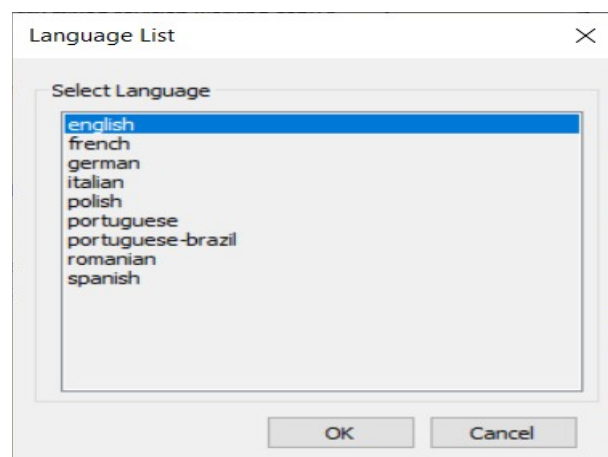 Language List
Select Language
english
french
german
italian
polish
portuguese
portuguese-brazil
romanian
spanish
OK Cancel